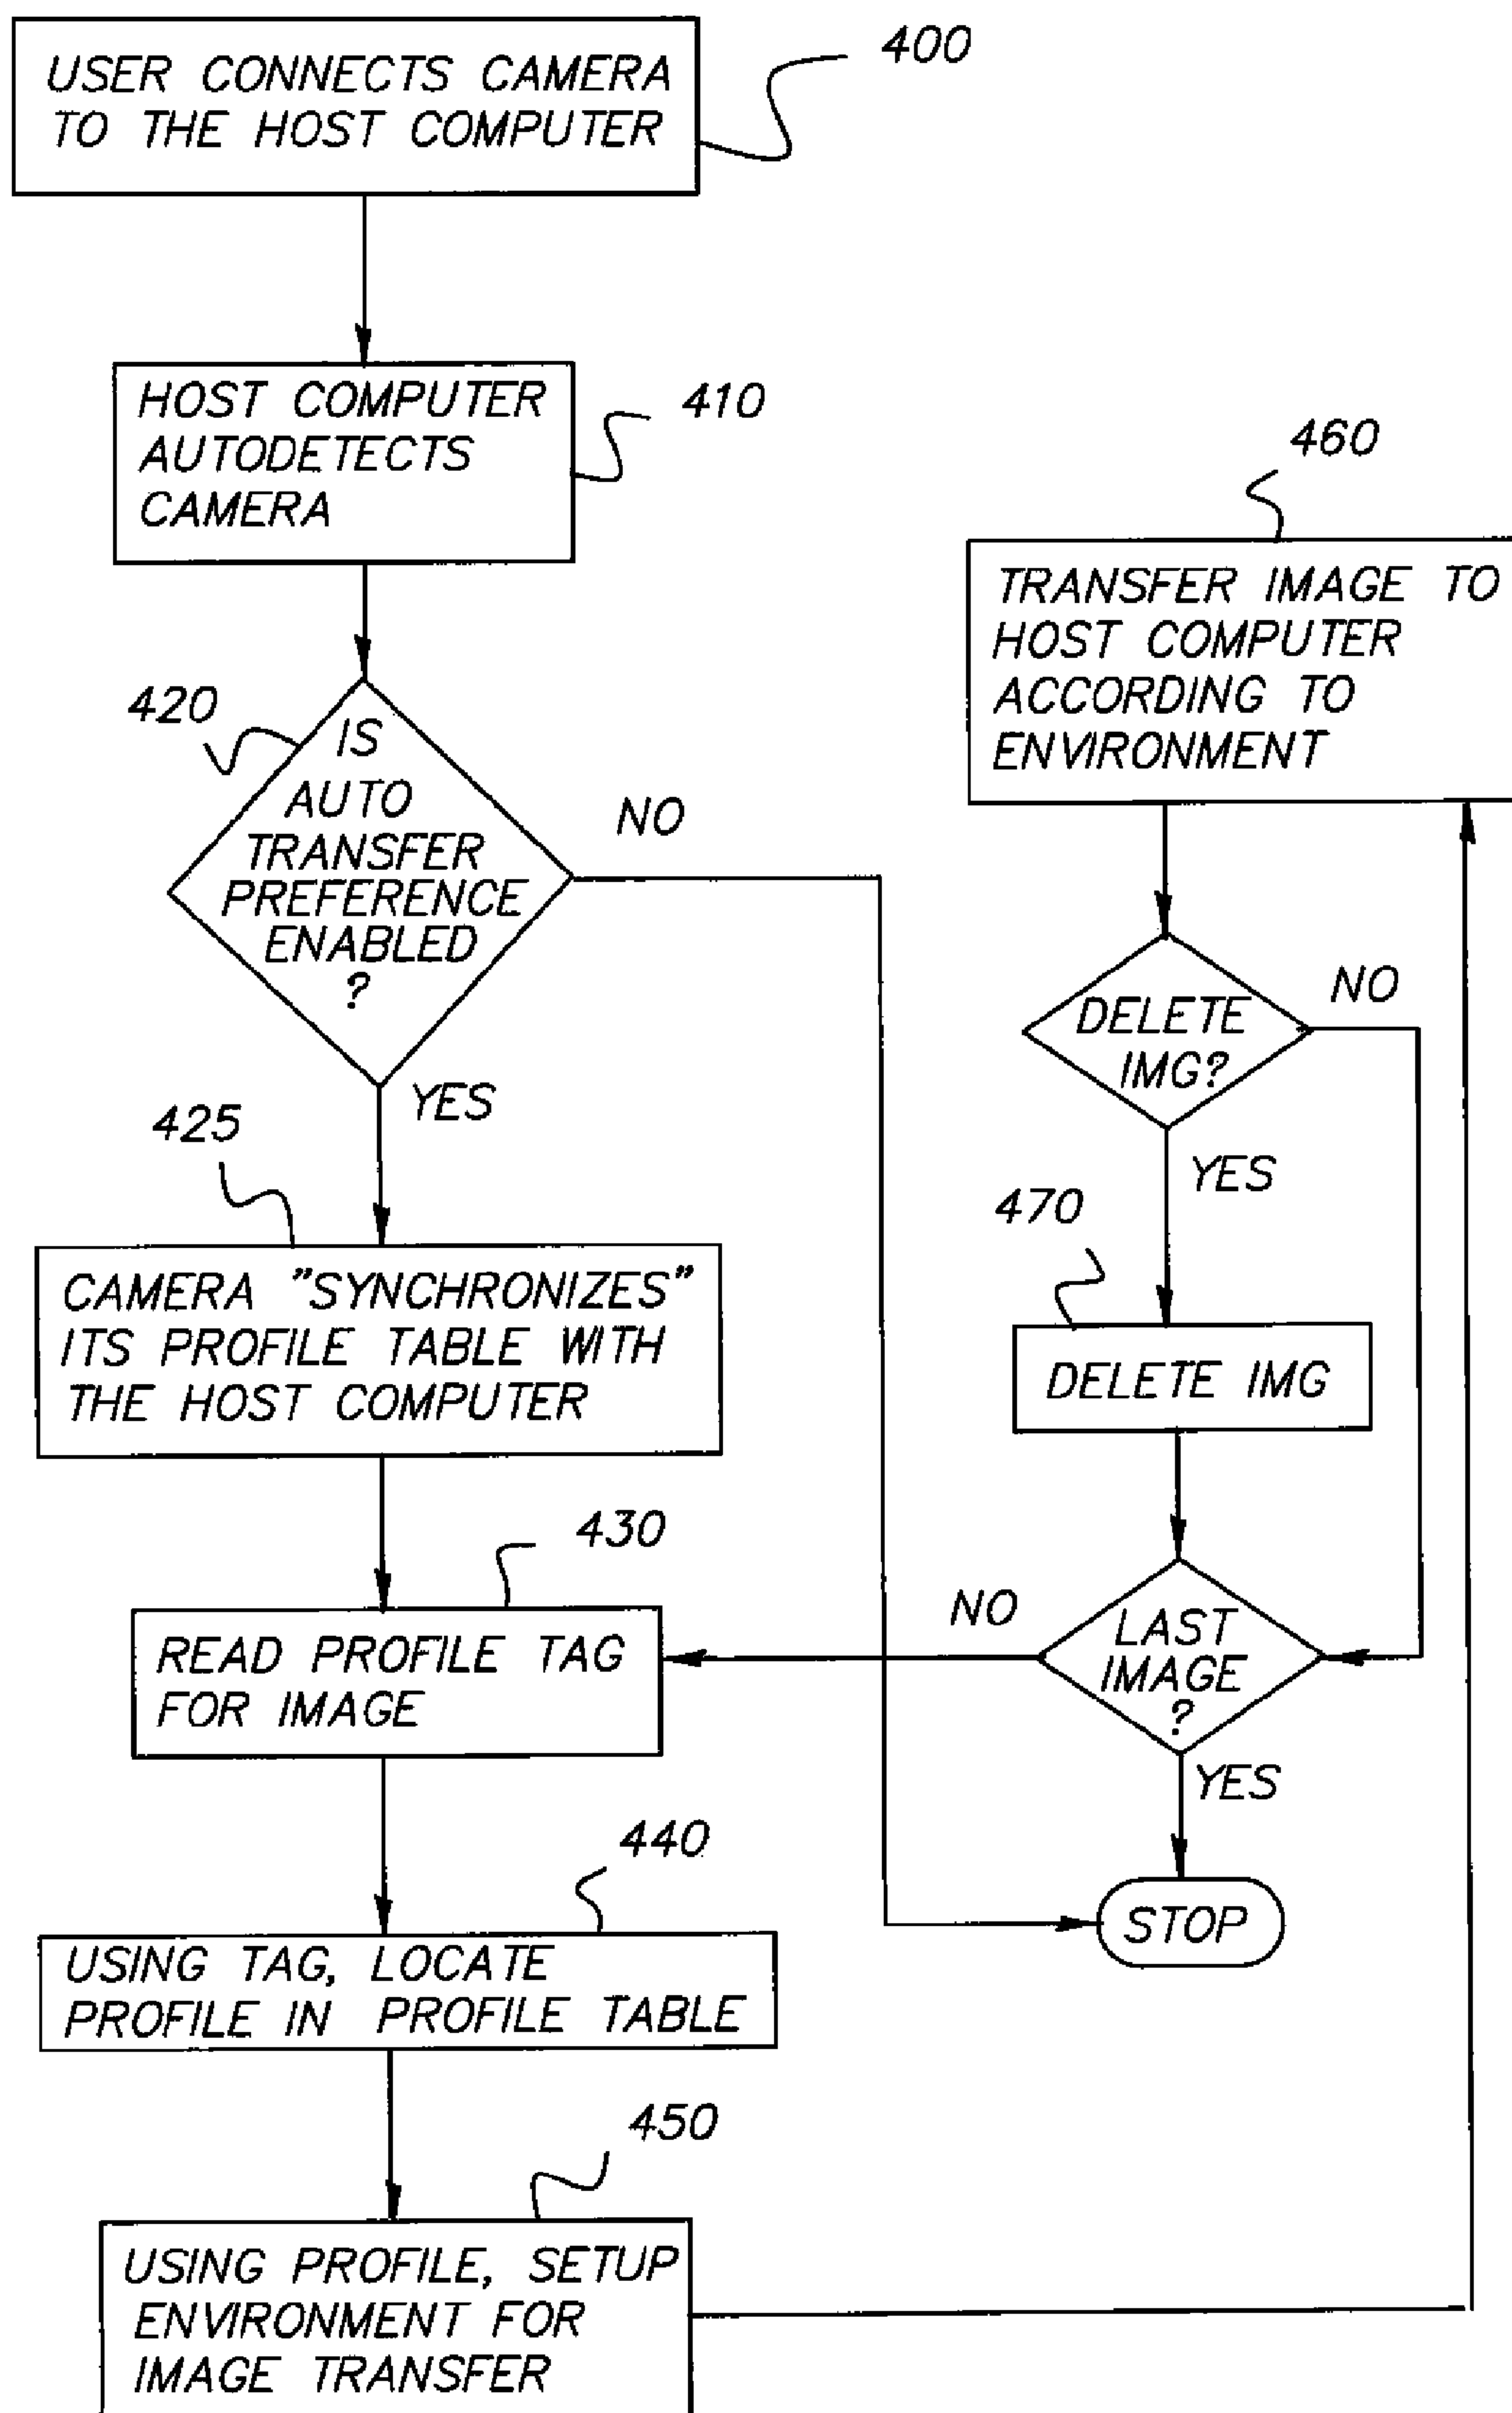 USER CONNECTS CAMERA
TO THE HOST COMPUTER
400
HOST COMPUTER
AUTODETECTS
CAMERA
410
420
IS
AUTO
TRANSFER
PREFERENCE
ENABLED
?
NO
YES
425
CAMERA "SYNCHRONIZES"
ITS PROFILE TABLE WITH
THE HOST COMPUTER
430
READ PROFILE TAG
FOR IMAGE
440
USING TAG, LOCATE
PROFILE IN PROFILE TABLE
450
USING PROFILE, SETUP
ENVIRONMENT FOR
IMAGE TRANSFER
460
TRANSFER IMAGE TO
HOST COMPUTER
ACCORDING TO
ENVIRONMENT
DELETE
IMG?
NO
YES
470
DELETE IMG
LAST
IMAGE
?
NO
YES
STOP